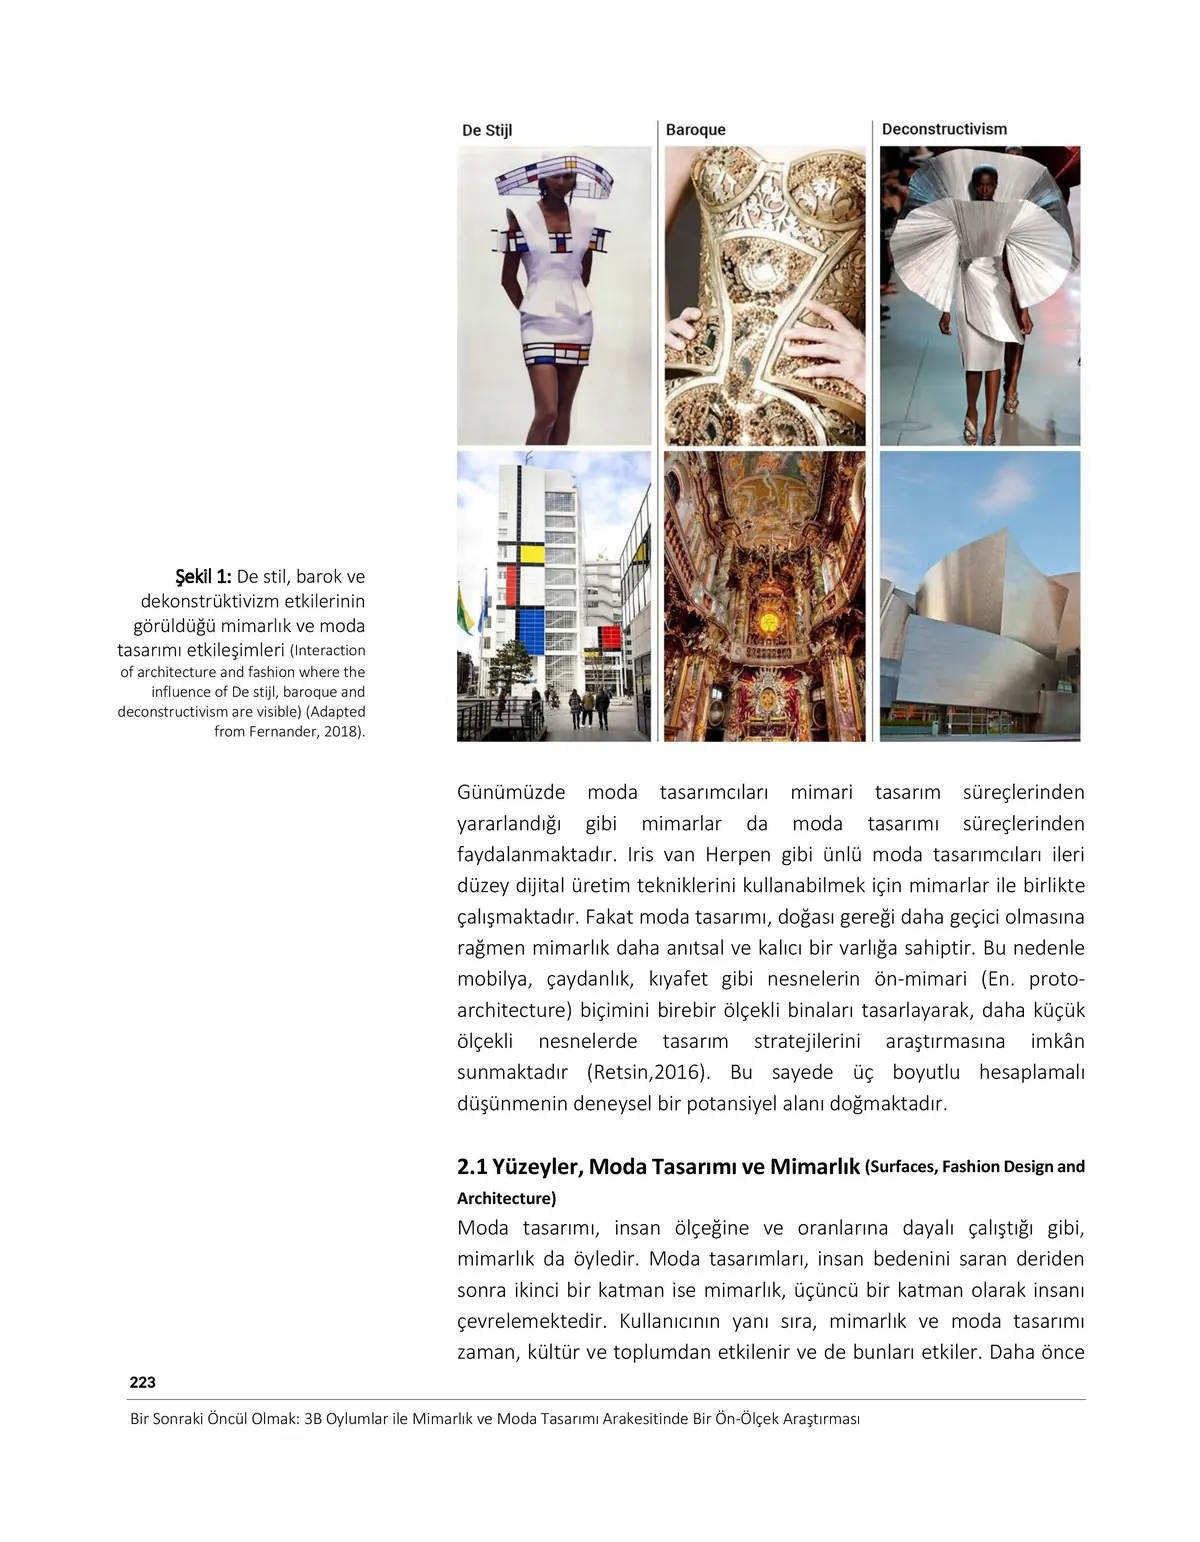 De Stijl
Baroque
Deconstructivism
Şekil 1: De stil, barok ve
dekonstrüktivizm etkilerinin
görüldüğü mimarlık ve moda
tasarımı etkileşimleri (Interaction
of architecture and fashion where the
influence of De stijl, baroque and
deconstructivism are visible) (Adapted
from Fernander, 2018).
Günümüzde moda tasarımcıları mimari tasarım süreçlerinden
yararlandığı gibi mimarlar da moda tasarımı süreçlerinden
faydalanmaktadır. Iris van Herpen gibi ünlü moda tasarımcıları ileri
düzey dijital üretim tekniklerini kullanabilmek için mimarlar ile birlikte
çalışmaktadır. Fakat moda tasarımı, doğası gereği daha geçici olmasına
rağmen mimarlık daha anıtsal ve kalıcı bir varlığa sahiptir. Bu nedenle
mobilya, çaydanlık, kıyafet gibi nesnelerin ön-mimari (En. proto-
architecture) biçimini birebir ölçekli binaları tasarlayarak, daha küçük
ölçekli nesnelerde tasarım stratejilerini araştırmasına imkân
sunmaktadır (Retsin,2016). Bu sayede üç boyutlu hesaplamalı
düşünmenin deneysel bir potansiyel alanı doğmaktadır.
2.1 Yüzeyler, Moda Tasarımı ve Mimarlık (Surfaces, Fashion Design and
Architecture)
Moda tasarımı, insan ölçeğine ve oranlarına dayalı çalıştığı gibi,
mimarlık da öyledir. Moda tasarımları, insan bedenini saran deriden
sonra ikinci bir katman ise mimarlık, üçüncü bir katman olarak insanı
çevrelemektedir. Kullanıcının yanı sıra, mimarlık ve moda tasarımı
zaman, kültür ve toplumdan etkilenir ve de bunları etkiler. Daha önce
223
Bir Sonraki Öncül Olmak: 3B Oylumlar ile Mimarlık ve Moda Tasarımı Arakesitinde Bir Ön-Ölçek Araştırması